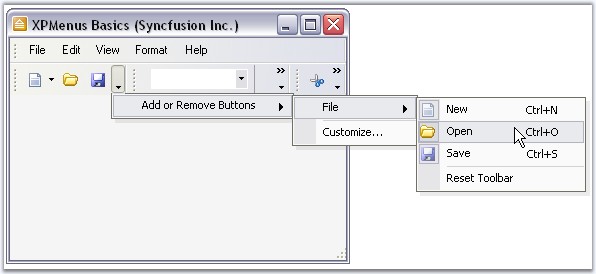 XPMenus Basics (Syncfusion Inc.)
File Edit View Format Help
Add or Remove Buttons
File
Customize...
New Ctrl+N
Open Ctrl+O
Save Ctrl+S
Reset Toolbar